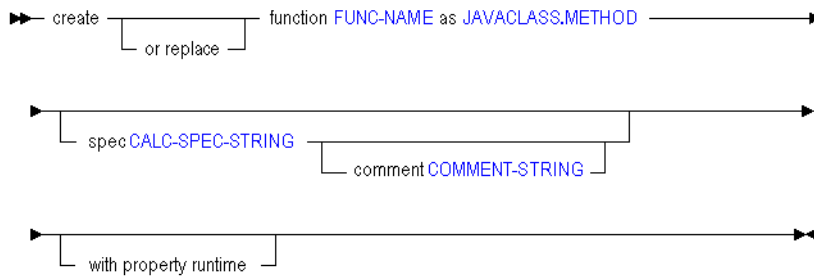 create function FUNC-NAME as JAVACLASS.METHOD
or replace
spec CALC-SPEC-STRING
comment COMMENT-STRING
with property runtime